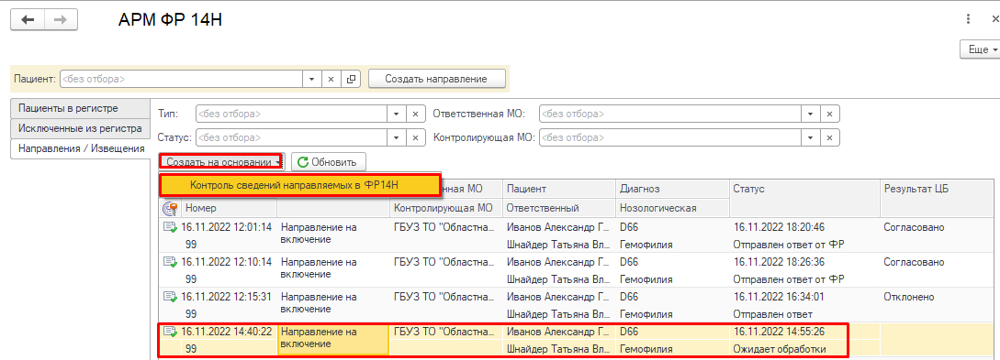 АРМ ФР 14Н
Еще
Пациент: <без отбора> Создать направление
Пациенты в регистре
Исключенные из регистра
Направления / Извещения
Тип: <без отбора> Ответственная МО: <без отбора>
Статус: <без отбора> Контролирующая МО: <без отбора>
Создать на основании Обновить
Контроль сведений направляемых в ФР14Н
МО Пациент Диагноз Статус Результат ЦБ
Номер Контролирующая МО Ответственный Нозологическая
16.11.2022 12:01:14 Направление на включение ГБУЗ ТО "Областна... Иванов Александр Г... D66 16.11.2022 18:20:46 Согласовано
99 Шнайдер Татьяна Вл... Гемофилия Отправлен ответ от ФР
16.11.2022 12:10:14 Направление на включение ГБУЗ ТО "Областна... Иванов Александр Г... D66 16.11.2022 18:26:36 Согласовано
99 Шнайдер Татьяна Вл... Гемофилия Отправлен ответ от ФР
16.11.2022 12:15:31 Направление на включение ГБУЗ ТО "Областна... Иванов Александр Г... D66 16.11.2022 16:34:01 Отклонено
99 Шнайдер Татьяна Вл... Гемофилия Отправлен ответ
16.11.2022 14:40:22 Направление на включение ГБУЗ ТО "Областна... Иванов Александр Г... D66 16.11.2022 14:55:26
99 Шнайдер Татьяна Вл... Гемофилия Ожидает обработки